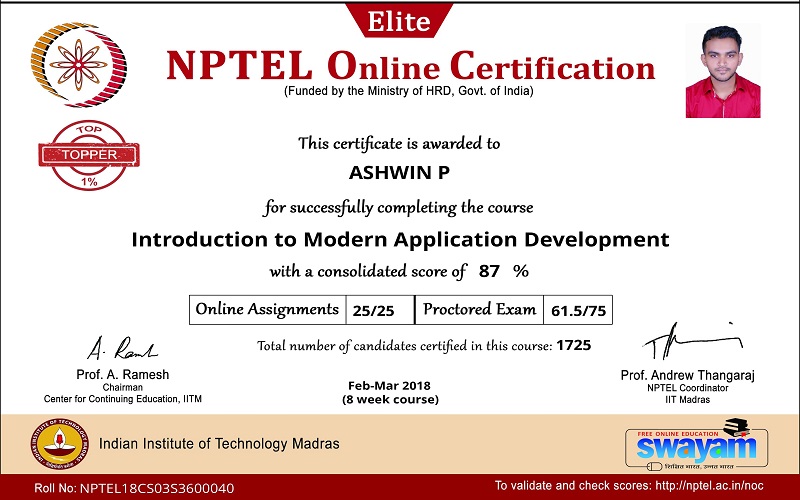 Elite
NPTEL Online Certification
(Funded by the Ministry of HRD, Govt. of India)
TOP
TOPPER
1%
This certificate is awarded to
ASHWIN P
for successfully completing the course
Introduction to Modern Application Development
with a consolidated score of 87 %
Online Assignments 25/25 Proctored Exam 61.5/75
Total number of candidates certified in this course: 1725
Prof. A. Ramesh
Chairman
Center for Continuing Education, IITM
Feb-Mar 2018
(8 week course)
Prof. Andrew Thangaraj
NPTEL Coordinator
IIT Madras
INDIAN INSTITUTE OF TECHNOLOGY MADRAS
Indian Institute of Technology Madras
FREE ONLINE EDUCATION
swayam
शिक्षित भारत, उन्नत भारत
Roll No: NPTEL18CS03S3600040
To validate and check scores: http://nptel.ac.in/noc